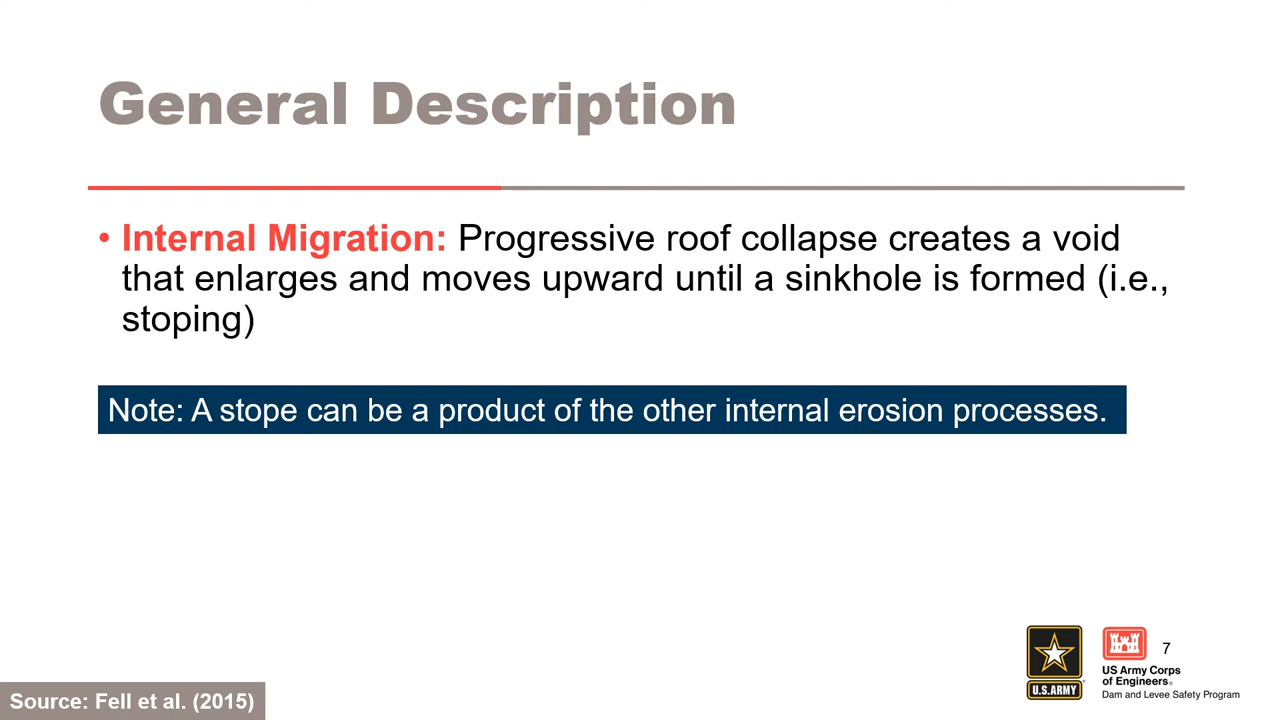 General Description
• Internal Migration: Progressive roof collapse creates a void
that enlarges and moves upward until a sinkhole is formed (i.e.,
stoping)
Note: A stope can be a product of the other internal erosion processes.
U.S.ARMY
7
US Army Corps
of Engineers®
Dam and Levee Safety Program
Source: Fell et al. (2015)